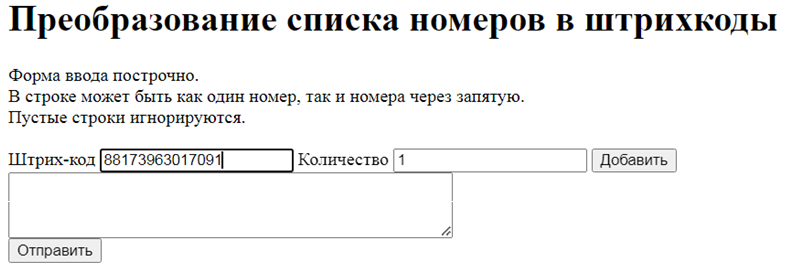 Преобразование списка номеров в штрихкоды
Форма ввода построчно.
В строке может быть как один номер, так и номера через запятую.
Пустые строки игнорируются.
Штрих-код 88173963017091 Количество 1 Добавить
Отправить